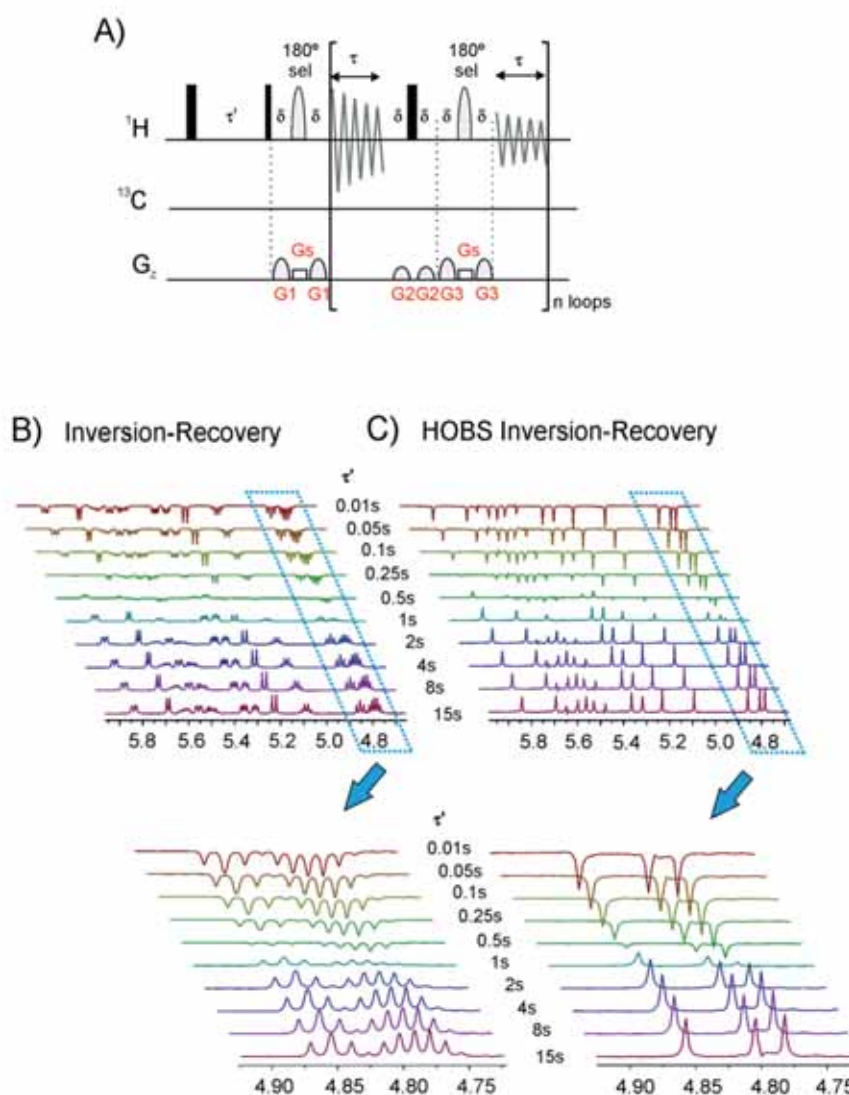 A)
180° sel
τ
180° sel
τ
¹H
τ'
δ
δ
δ
δ
δ
δ
¹³C
G_z
Gs
Gs
G1
G1
G2
G2
G3
G3
n loops
B) Inversion-Recovery
C) HOBS Inversion-Recovery
τ'
0.01s
0.05s
0.1s
0.25s
0.5s
1s
2s
4s
8s
15s
5.8 5.6 5.4 5.2 5.0 4.8
5.8 5.6 5.4 5.2 5.0 4.8
τ'
0.01s
0.05s
0.1s
0.25s
0.5s
1s
2s
4s
8s
15s
4.90 4.85 4.80 4.75
4.90 4.85 4.80 4.75